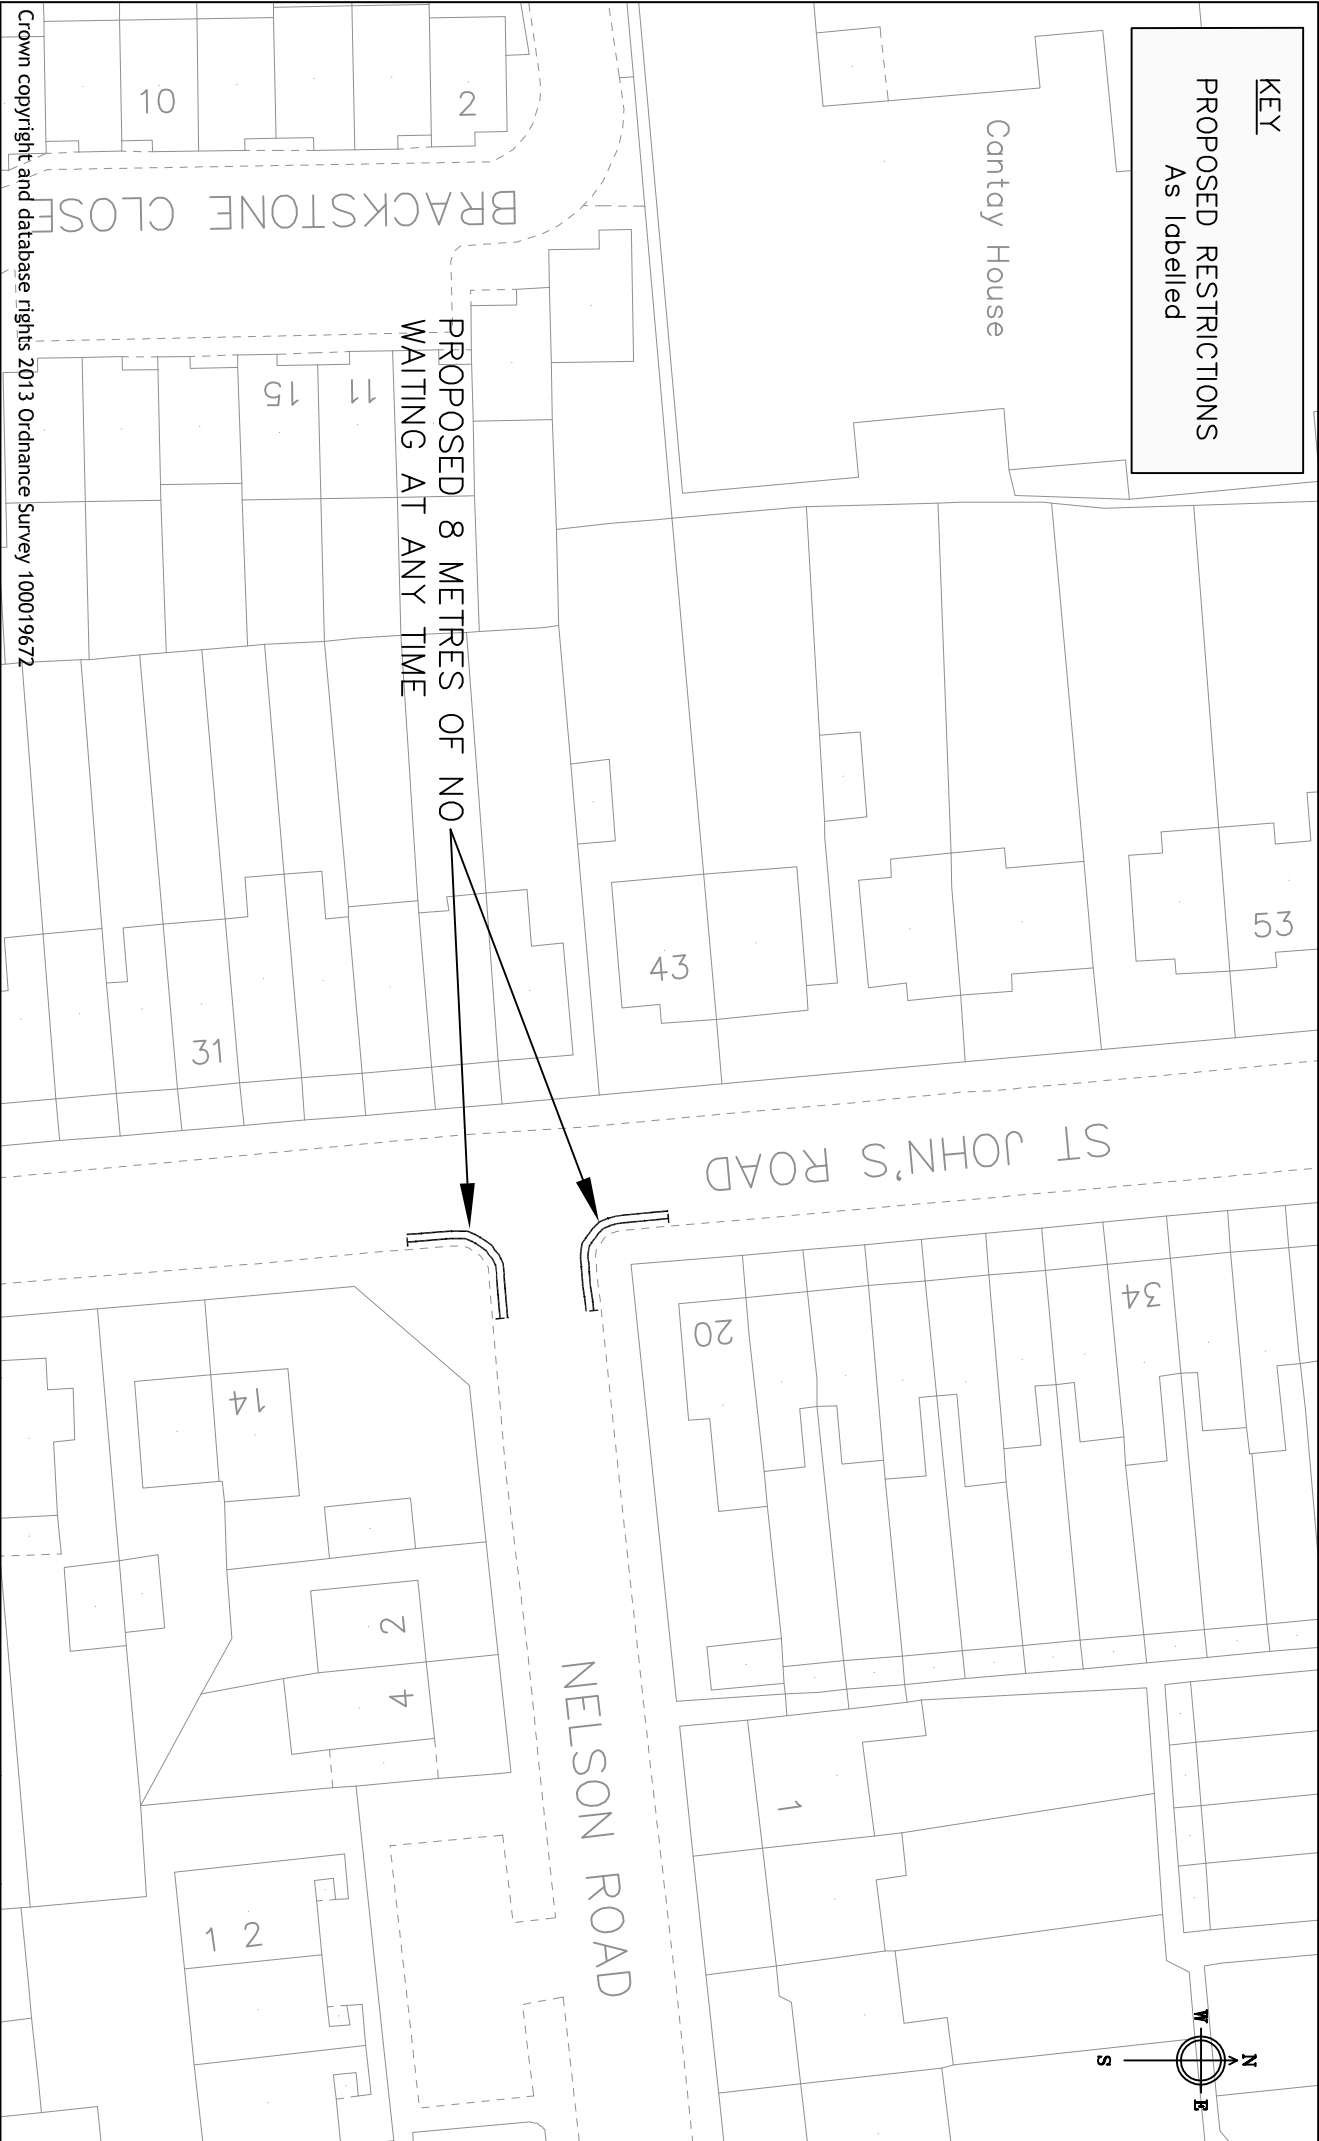 KEY
PROPOSED RESTRICTIONS
As labelled
Cantay House
BRACKSTONE CLOSE
10
2
15
11
PROPOSED 8 METRES OF NO
WAITING AT ANY TIME
53
43
31
ST JOHN'S ROAD
34
20
14
2
4
NELSON ROAD
1
1 2
N
W
E
S
Crown copyright and database rights 2013 Ordnance Survey 100019672